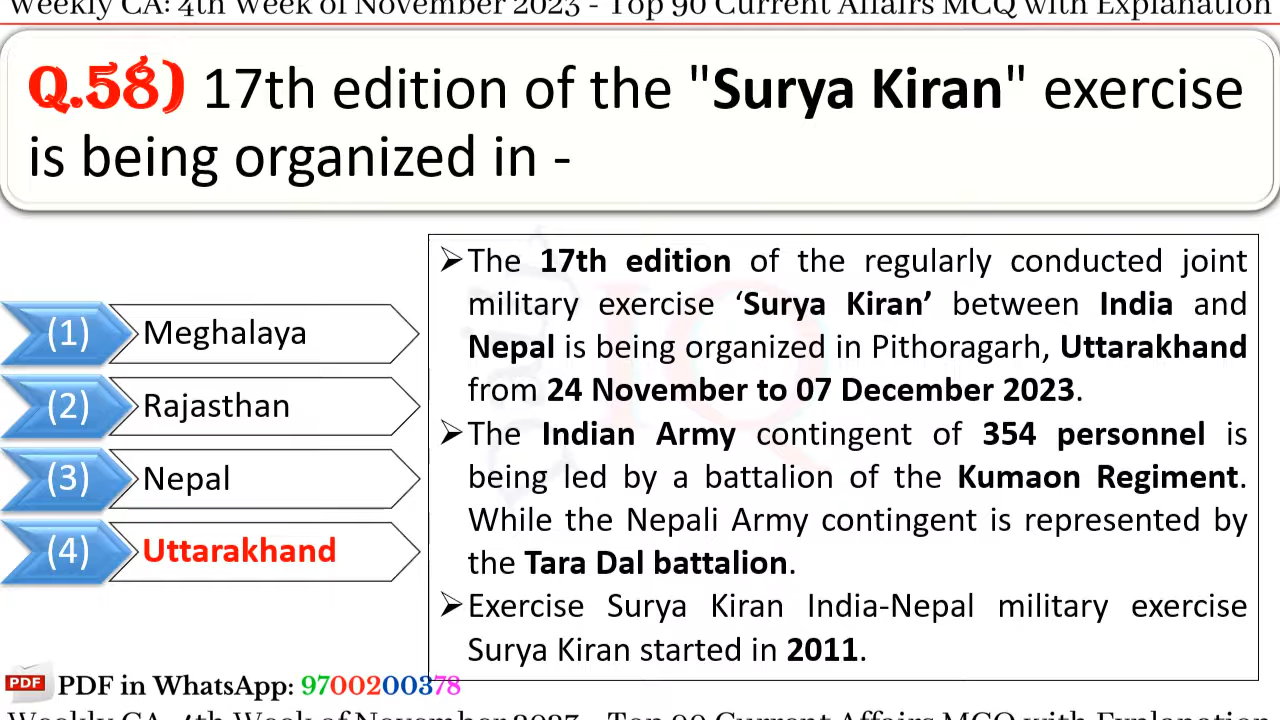 Weekly CA: 4th Week of November 2023 - Top 90 Current Affairs MCQ with Explanation
Q.58) 17th edition of the "Surya Kiran" exercise
is being organized in -
(1) Meghalaya
(2) Rajasthan
(3) Nepal
(4) Uttarakhand
➢The 17th edition of the regularly conducted joint
military exercise ‘Surya Kiran’ between India and
Nepal is being organized in Pithoragarh, Uttarakhand
from 24 November to 07 December 2023.
➢The Indian Army contingent of 354 personnel is
being led by a battalion of the Kumaon Regiment.
While the Nepali Army contingent is represented by
the Tara Dal battalion.
➢Exercise Surya Kiran India-Nepal military exercise
Surya Kiran started in 2011.
PDF PDF in WhatsApp: 9700200378
Weekly CA: 4th Week of November 2023 - Top 90 Current Affairs MCQ with Explanation